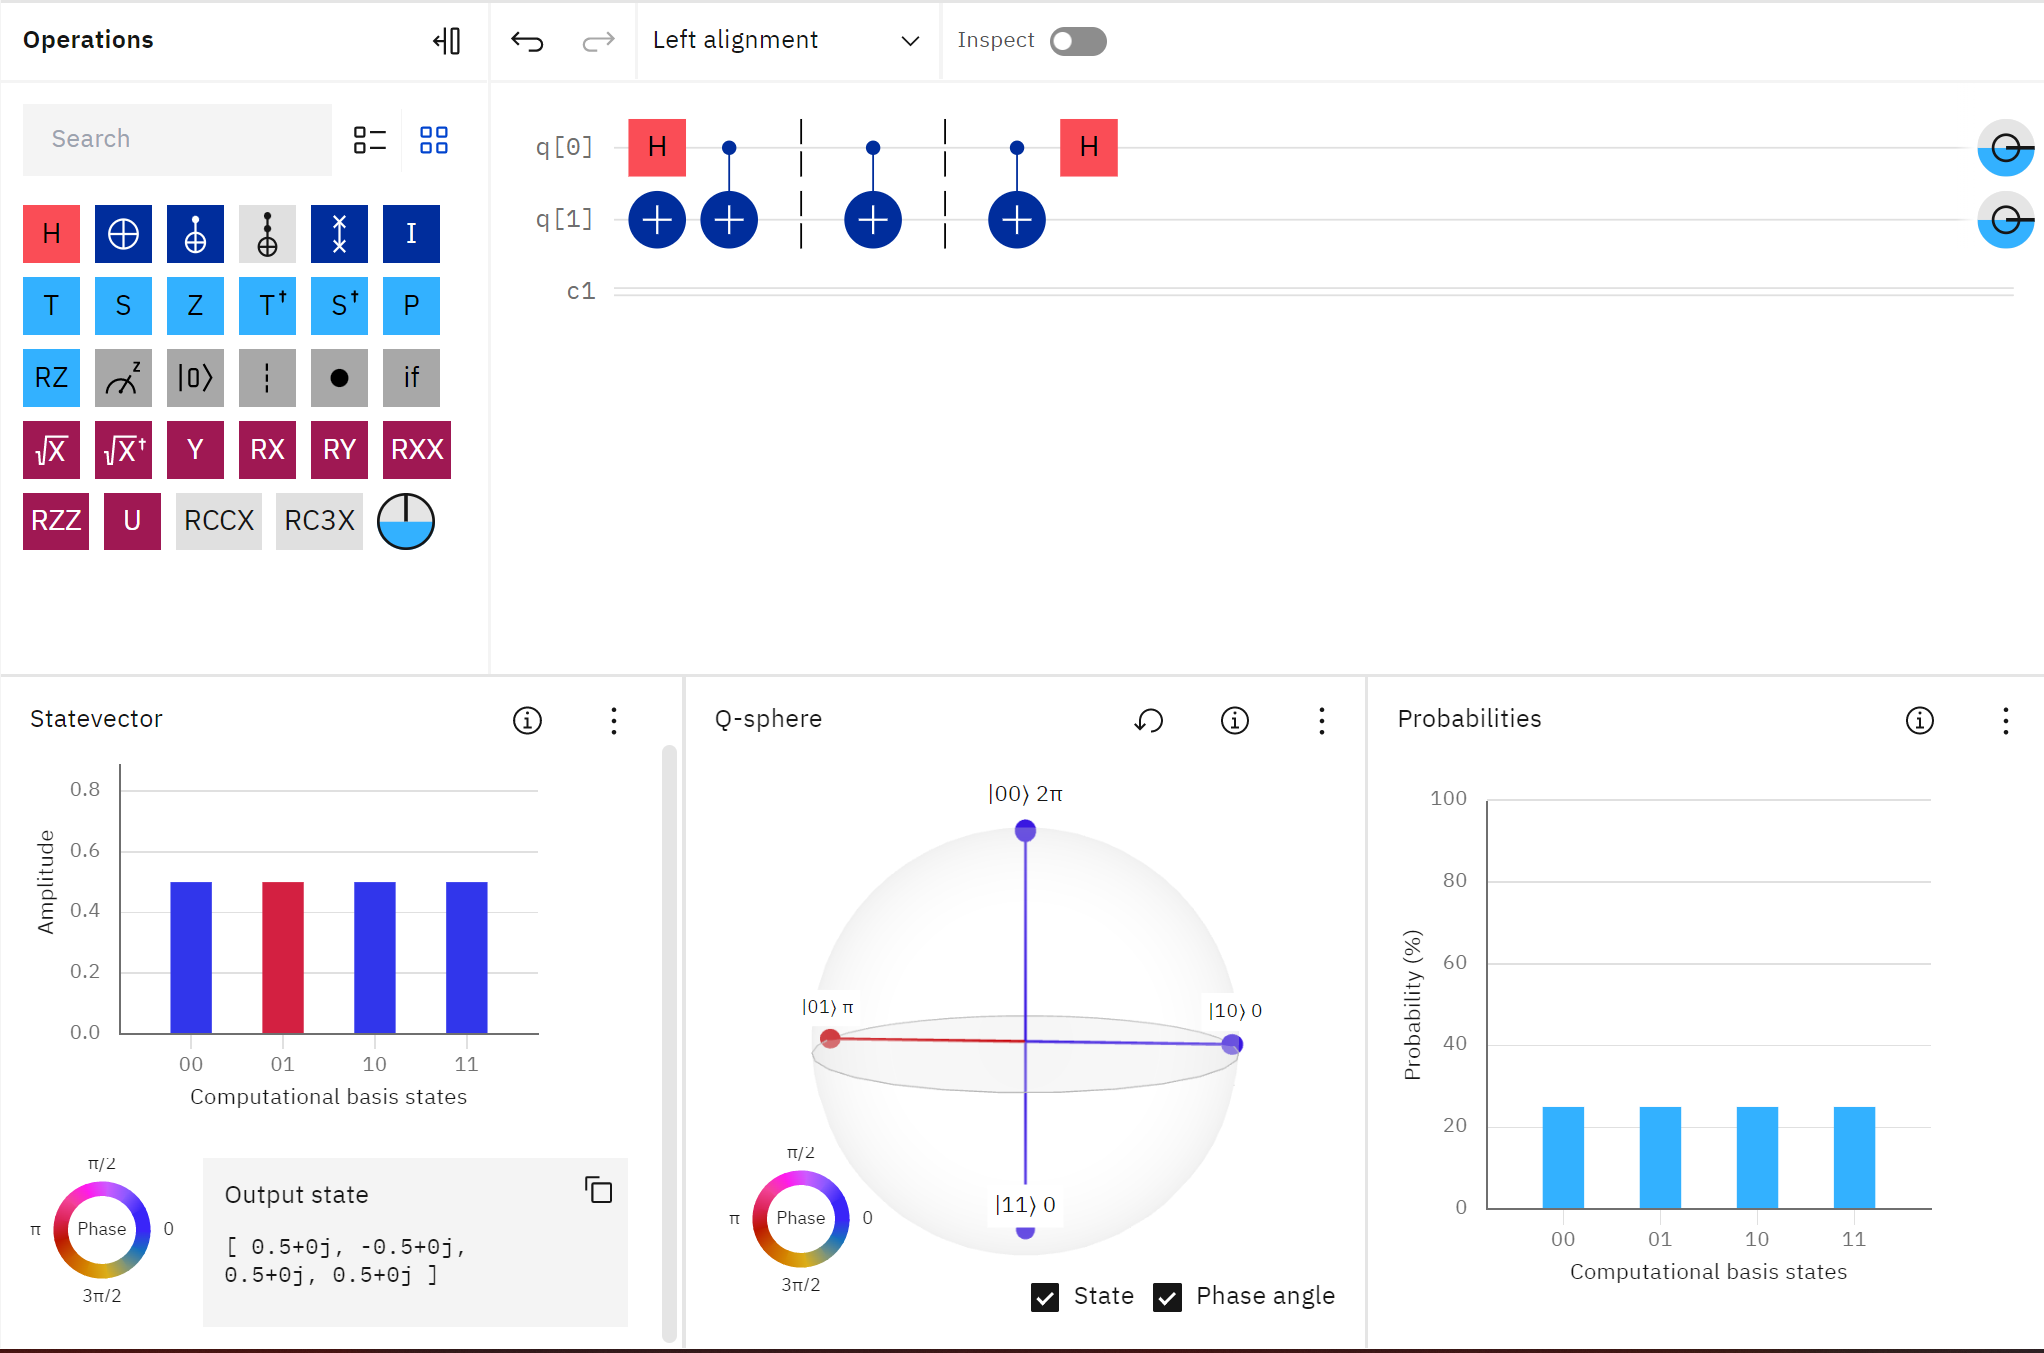 Operations
Left alignment
Inspect
Search
H
I
T S Z T† S† P
RZ z |0⟩ if
√X √X† Y RX RY RXX
RZZ U RCCX RC3X
q[0] H H
q[1]
c1
Statevector
Amplitude
0.8
0.6
0.4
0.2
0.0
00 01 10 11
Computational basis states
π/2
π Phase 0
3π/2
Output state
[ 0.5+0j, -0.5+0j,
0.5+0j, 0.5+0j ]
Q-sphere
|00⟩ 2π
|01⟩ π
|10⟩ 0
|11⟩ 0
π/2
π Phase 0
3π/2
State Phase angle
Probabilities
Probability (%)
100
80
60
40
20
0
00 01 10 11
Computational basis states